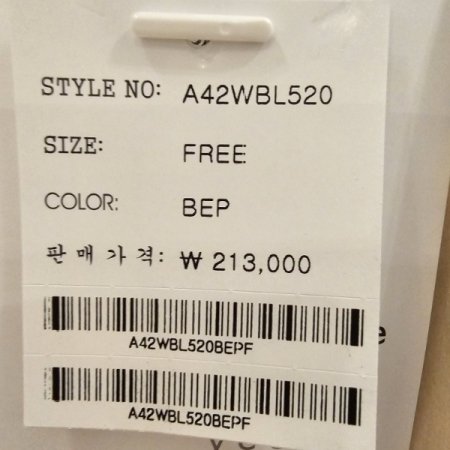 STYLE NO: A42WBL520
SIZE: FREE
COLOR: BEP
판매가격: ₩ 213,000
A42WBL520BEPF
A42WBL520BEPF